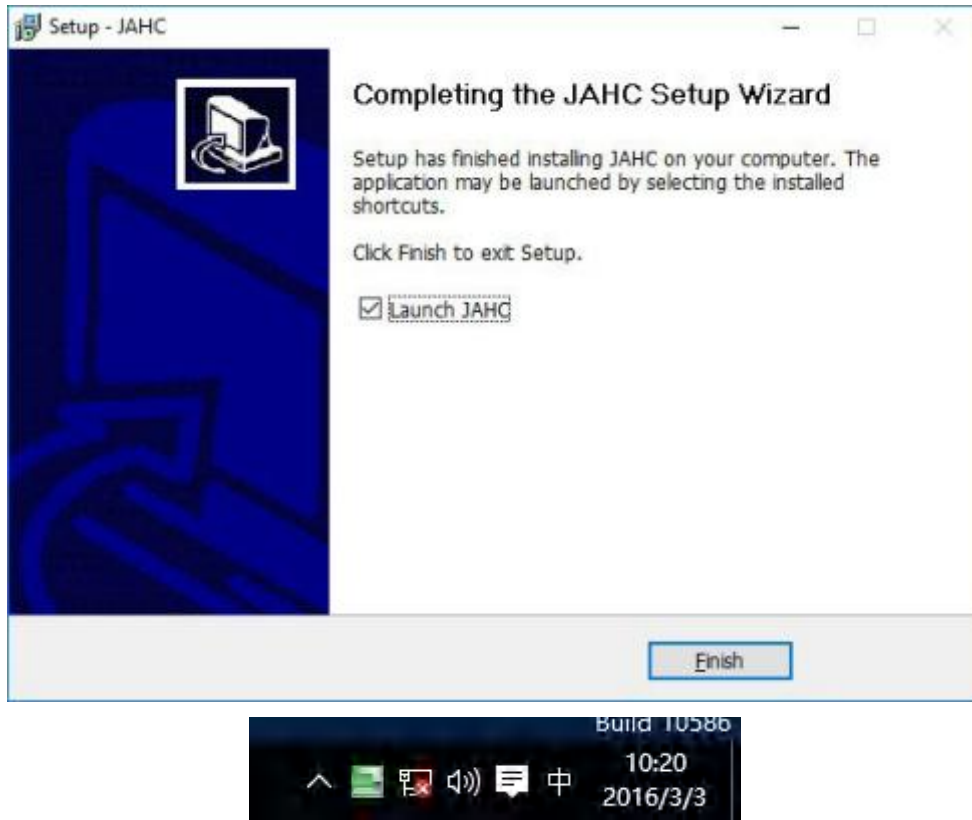 Setup - JAHC
Completing the JAHC Setup Wizard
Setup has finished installing JAHC on your computer. The
application may be launched by selecting the installed
shortcuts.
Click Finish to exit Setup.
Launch JAHC
Finish
Build 10586
中
10:20
2016/3/3